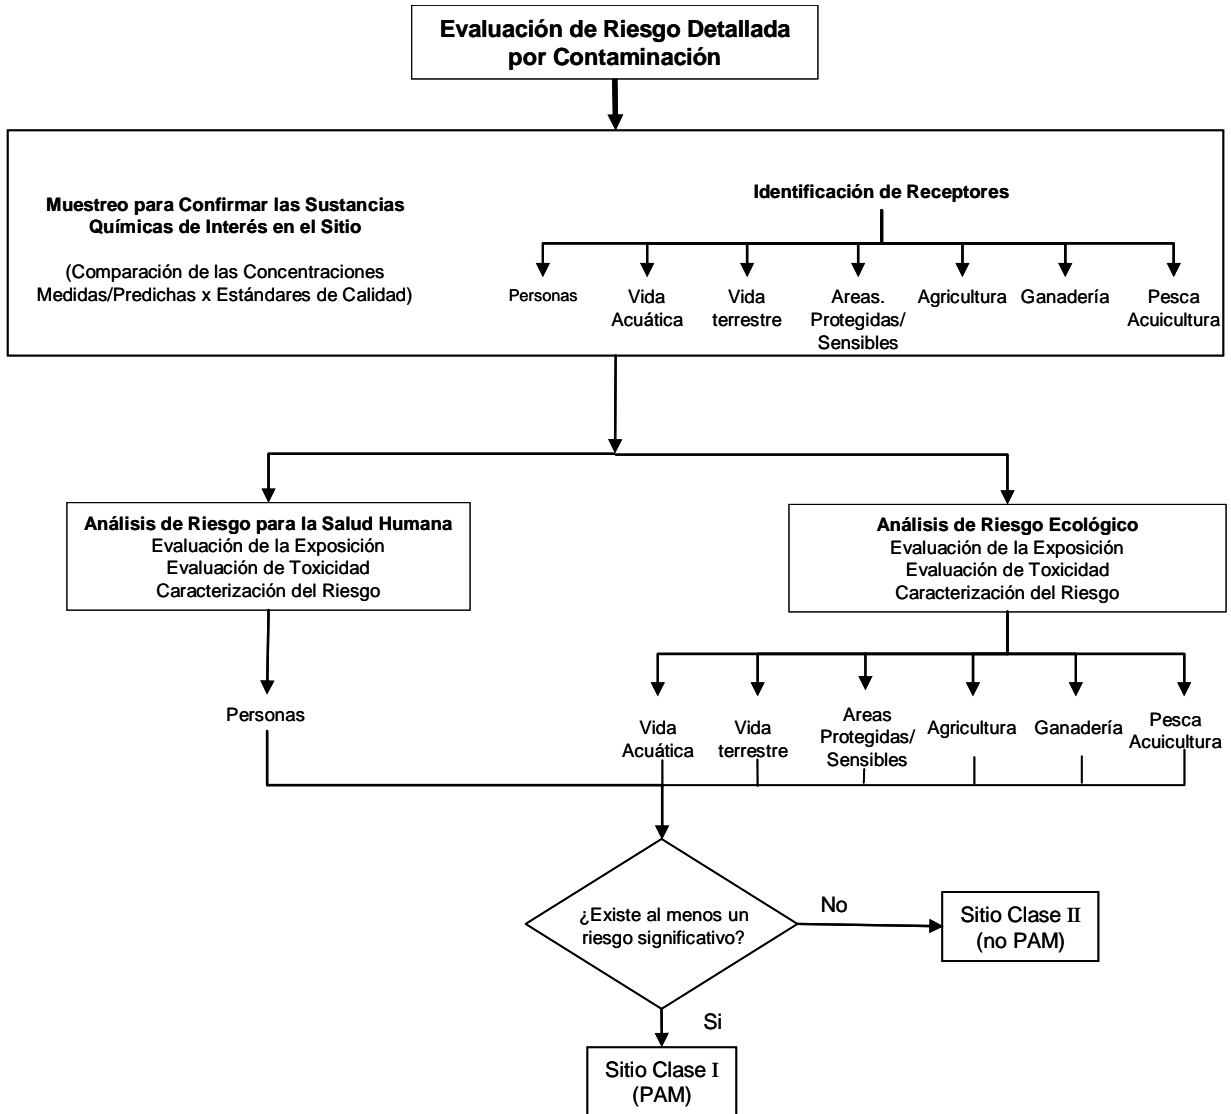 Evaluación de Riesgo Detallada
por Contaminación
Muestreo para Confirmar las Sustancias
Químicas de Interés en el Sitio
(Comparación de las Concentraciones
Medidas/Predichas x Estándares de Calidad)
Identificación de Receptores
Personas
Vida
Acuática
Vida
terrestre
Areas.
Protegidas/
Sensibles
Agricultura
Ganadería
Pesca
Acuicultura
Análisis de Riesgo para la Salud Humana
Evaluación de la Exposición
Evaluación de Toxicidad
Caracterización del Riesgo
Análisis de Riesgo Ecológico
Evaluación de la Exposición
Evaluación de Toxicidad
Caracterización del Riesgo
Personas
Vida
Acuática
Vida
terrestre
Areas
Protegidas/
Sensibles
Agricultura
Ganadería
Pesca
Acuicultura
¿Existe al menos un
riesgo significativo?
No
Sitio Clase II
(no PAM)
Si
Sitio Clase I
(PAM)